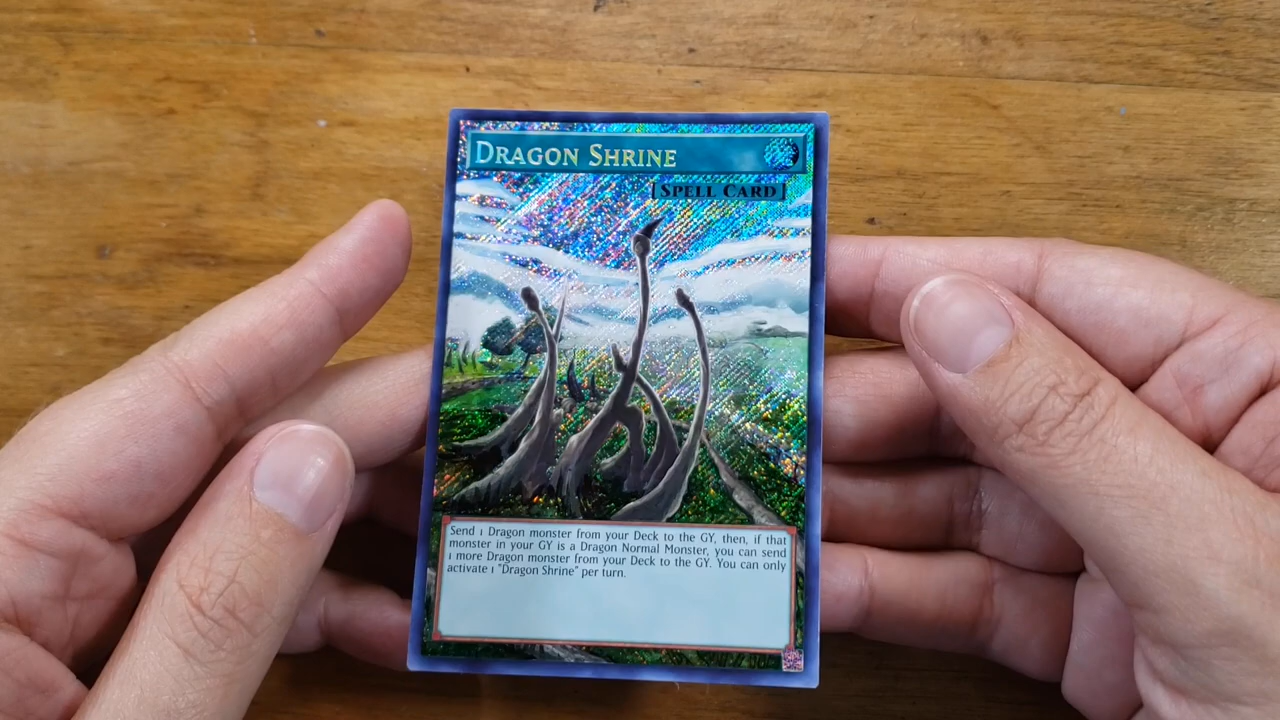 DRAGON SHRINE
[SPELL CARD]
Send 1 Dragon monster from your Deck to the GY, then, if that
monster in your GY is a Dragon Normal Monster, you can send
1 more Dragon monster from your Deck to the GY. You can only
activate 1 "Dragon Shrine" per turn.